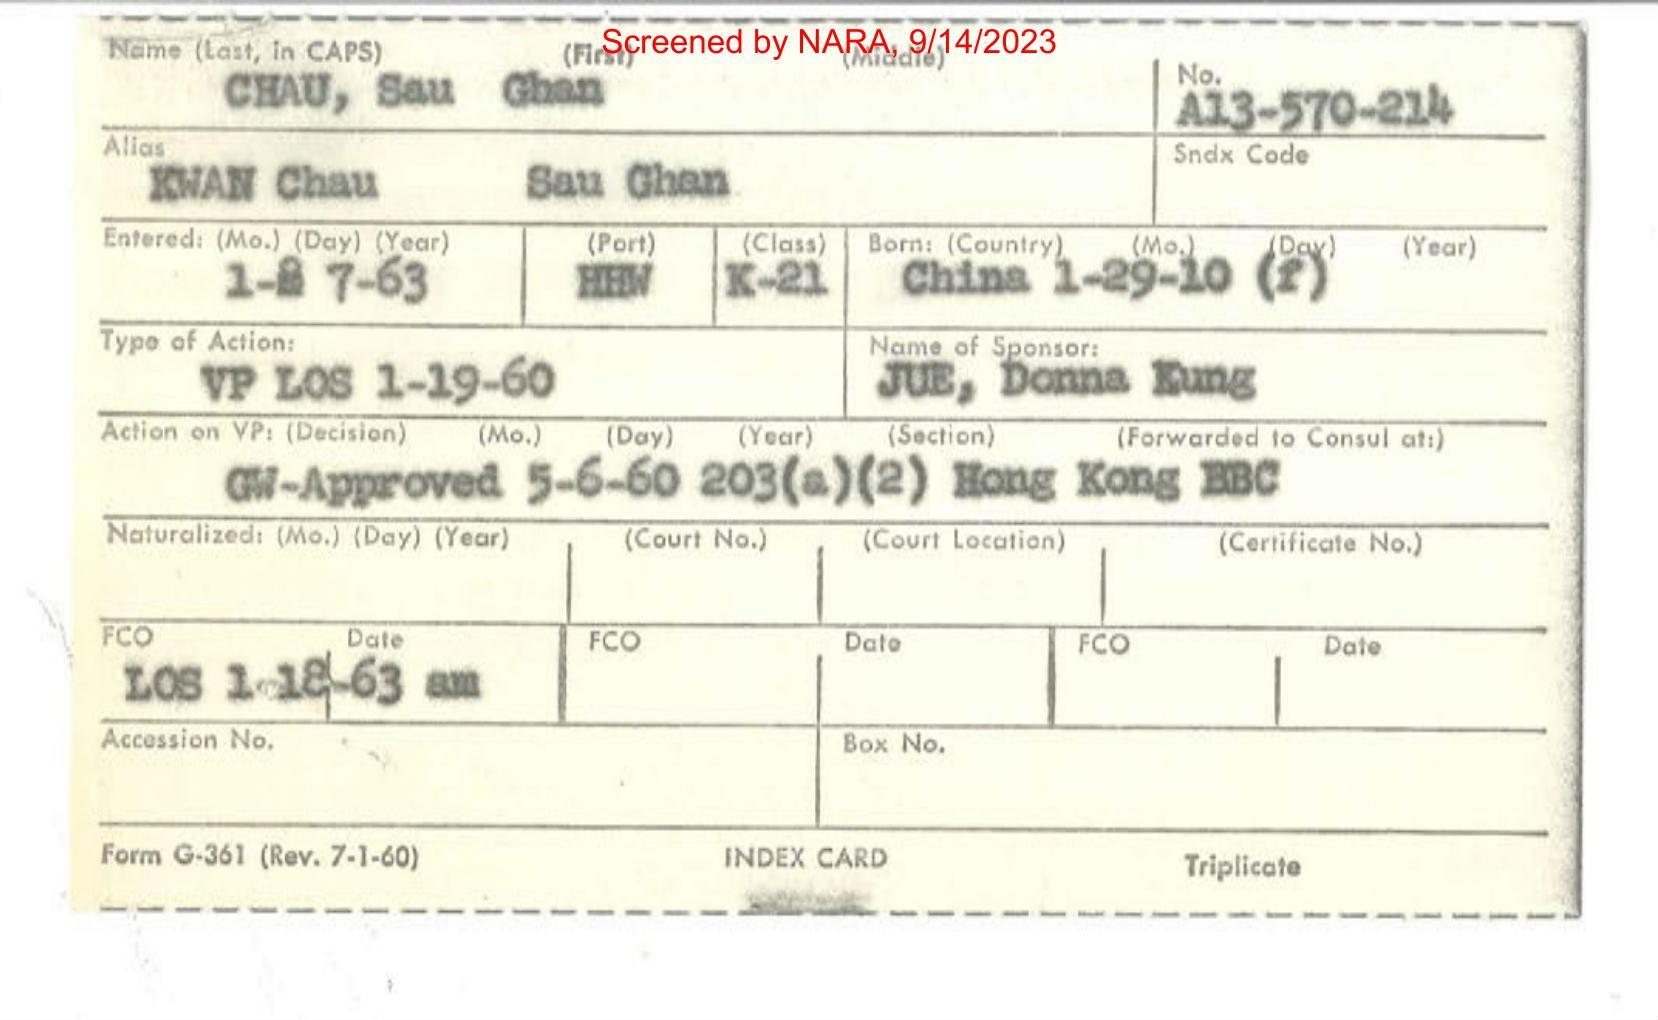 Screened by NARA, 9/14/2023
Name (Last, in CAPS) (First) (Middle)
CHAU, Sau Ghan
No.
A13-570-214
Alias
KWAN Chau Sau Ghan
Sndx Code
Entered: (Mo.) (Day) (Year) (Port) (Class) Born: (Country) (Mo.) (Day) (Year)
1- 7-63 HHW K-21 China 1-29-10 (f)
Type of Action: Name of Sponsor:
VP LOS 1-19-60 JUE, Donna Kung
Action on VP: (Decision) (Mo.) (Day) (Year) (Section) (Forwarded to Consul at:)
GW-Approved 5-6-60 203(a)(2) Hong Kong BBC
Naturalized: (Mo.) (Day) (Year) (Court No.) (Court Location) (Certificate No.)
FCO Date FCO Date FCO Date
LOS 1-18-63 am
Accession No. Box No.
Form G-361 (Rev. 7-1-60) INDEX CARD Triplicate